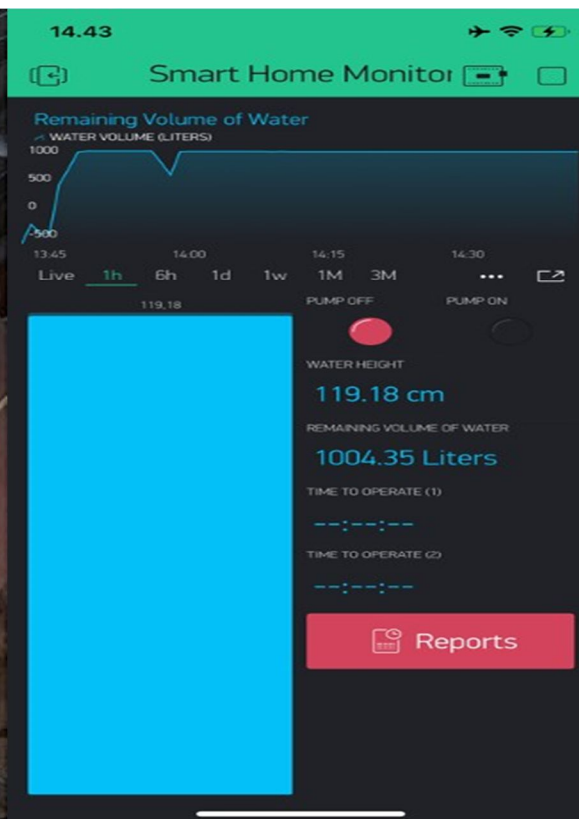 14.43
Smart Home Monitor
Remaining Volume of Water
WATER VOLUME (LITERS)
1000
500
0
-500
13:45 14:00 14:15 14:30
Live 1h 6h 1d 1w 1M 3M ...
119,18
PUMP OFF PUMP ON
WATER HEIGHT
119.18 cm
REMAINING VOLUME OF WATER
1004.35 Liters
TIME TO OPERATE (1)
--:--:--
TIME TO OPERATE (2)
--:--:--
Reports